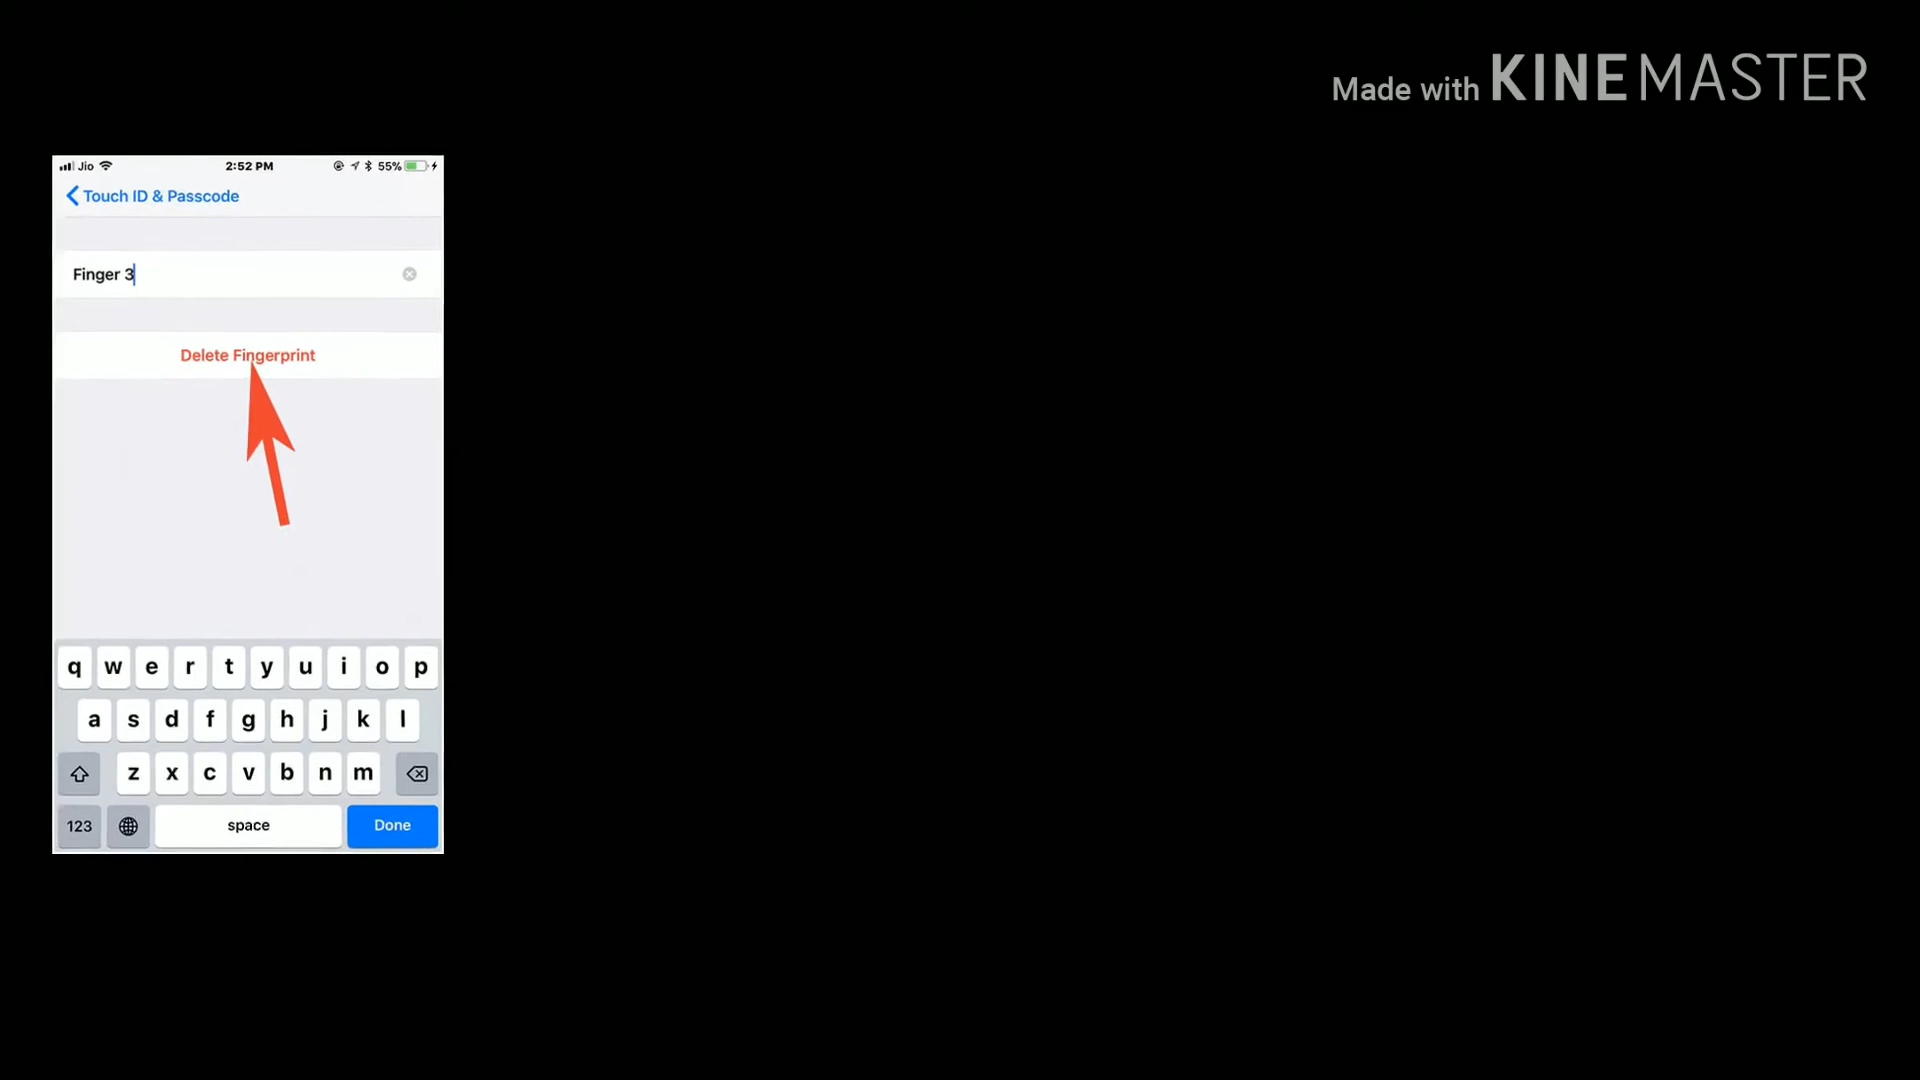 Made with KINEMASTER
Jio 2:52 PM 55%
Touch ID & Passcode
Finger 3
Delete Fingerprint
q w e r t y u i o p
a s d f g h j k l
z x c v b n m
123 space Done